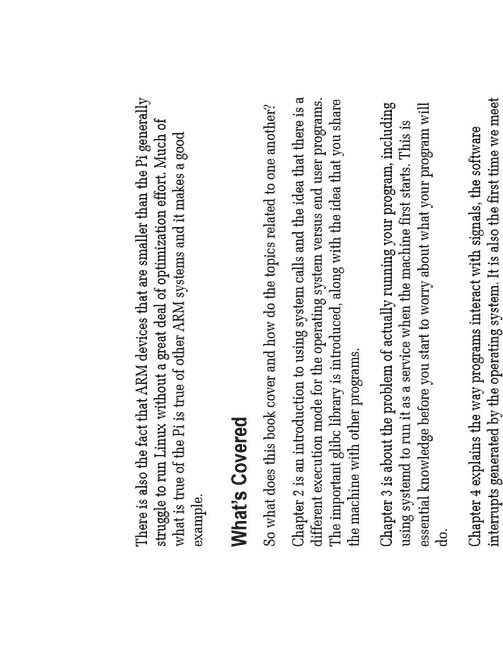 There is also the fact that ARM devices that are smaller than the Pi generally
struggle to run Linux without a great deal of optimization effort. Much of
what is true of the Pi is true of other ARM systems and it makes a good
example.
What's Covered
So what does this book cover and how do the topics related to one another?
Chapter 2 is an introduction to using system calls and the idea that there is a
different execution mode for the operating system versus end user programs.
The important glibc library is introduced, along with the idea that you share
the machine with other programs.
Chapter 3 is about the problem of actually running your program, including
using systemd to run it as a service when the machine first starts. This is
essential knowledge before you start to worry about what your program will
do.
Chapter 4 explains the way programs interact with signals, the software
interrupts generated by the operating system. It is also the first time we meet